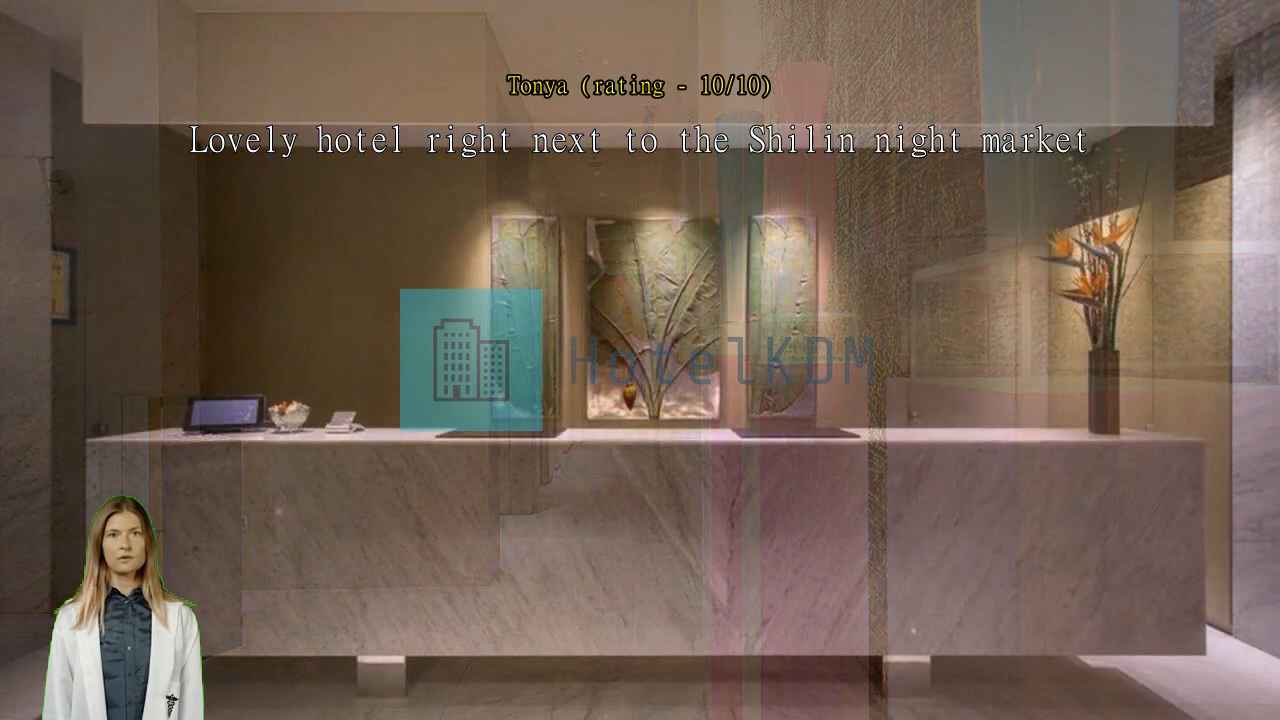 Tonya (rating - 10/10)
Lovely hotel right next to the Shilin night market
HotelKDM